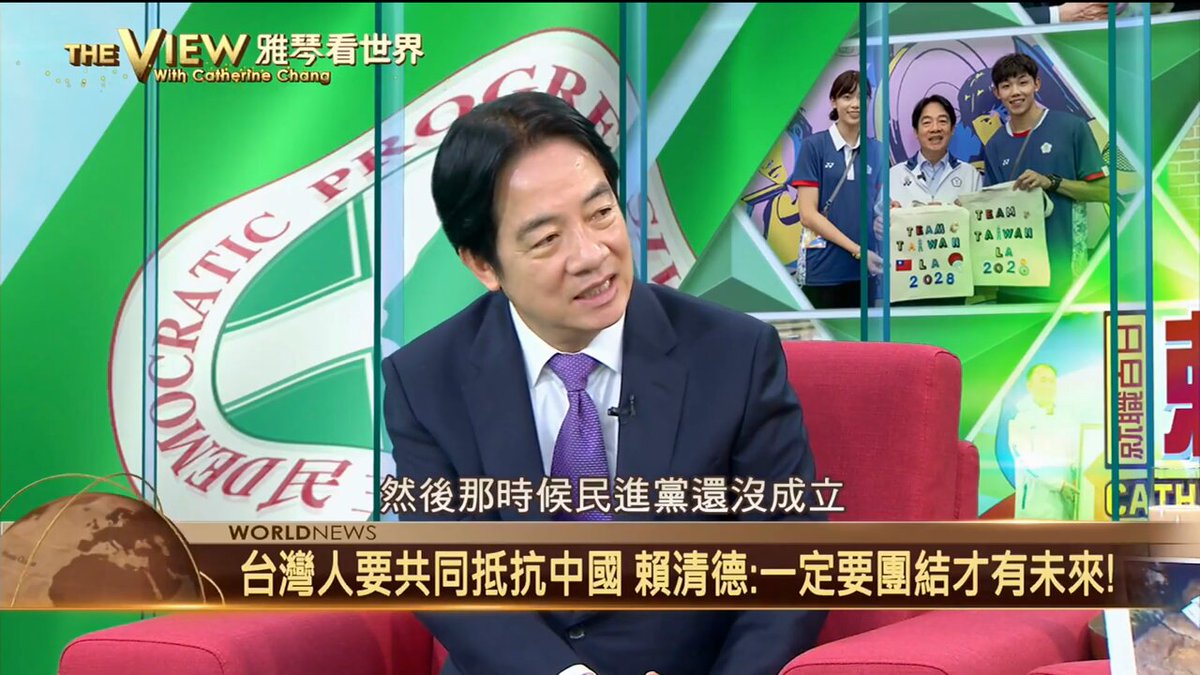 THE VIEW 雅琴看世界
With Catherine Chang
DEMOCRATIC PROGRE
TEAM
TAIWAN
LA
2028
TEAM
TAIWAN
LA
2028
然後那時候民進黨還沒成立
WORLDNEWS
台灣人要共同抵抗中國 賴清德:一定要團結才有未來!